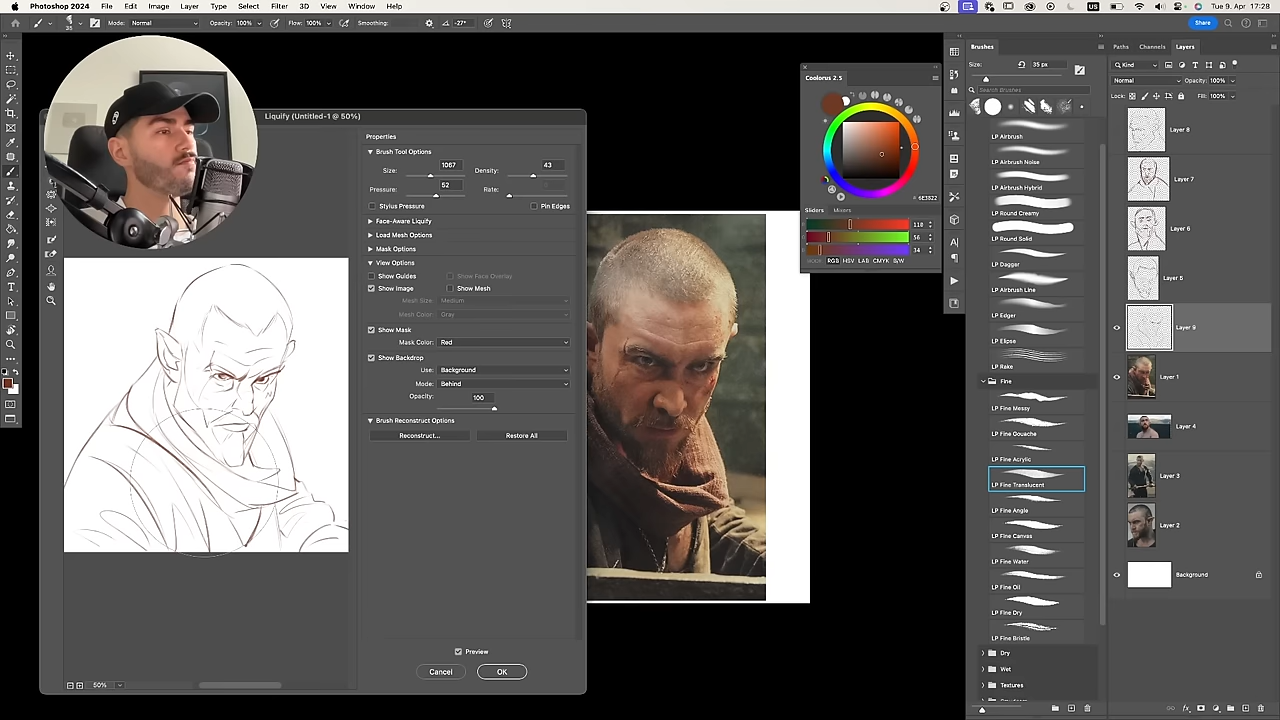 Photoshop 2024 File Edit Image Layer Type Select Filter 3D View Window Help
US Tue 9. Apr 17:28
35 Mode: Normal Opacity: 100% Flow: 100% Smoothing: -27°
Share
Liquify (Untitled-1 @ 50%)
Properties
Brush Tool Options
Size: 1067 Density: 43
Pressure: 52 Rate:
Stylus Pressure Pin Edges
Face-Aware Liquify
Load Mesh Options
Mask Options
View Options
Show Guides Show Face Overlay
Show Image Show Mesh
Mesh Size: Medium
Mesh Color: Gray
Show Mask
Mask Color: Red
Show Backdrop
Use: Background
Mode: Behind
Opacity: 100
Brush Reconstruct Options
Reconstruct... Restore All
Preview
Cancel OK
50%
Coolorus 2.5
Sliders Mixers
110
56
34
RGB HSV LAB CMYK B/W
Brushes
Size: 35 px
Search Brushes
LP Airbrush
LP Airbrush Noise
LP Airbrush Hybrid
LP Round Creamy
LP Round Solid
LP Dagger
LP Airbrush Line
LP Edger
LP Elipse
LP Rake
Fine
LP Fine Messy
LP Fine Gouache
LP Fine Acrylic
LP Fine Translucent
LP Fine Angle
LP Fine Canvas
LP Fine Water
LP Fine Oil
LP Fine Dry
LP Fine Bristle
Dry
Wet
Textures
Paths Channels Layers
Kind
Normal Opacity: 100%
Lock: Fill: 100%
Layer 8
Layer 7
Layer 6
Layer 5
Layer 9
Layer 1
Layer 4
Layer 3
Layer 2
Background